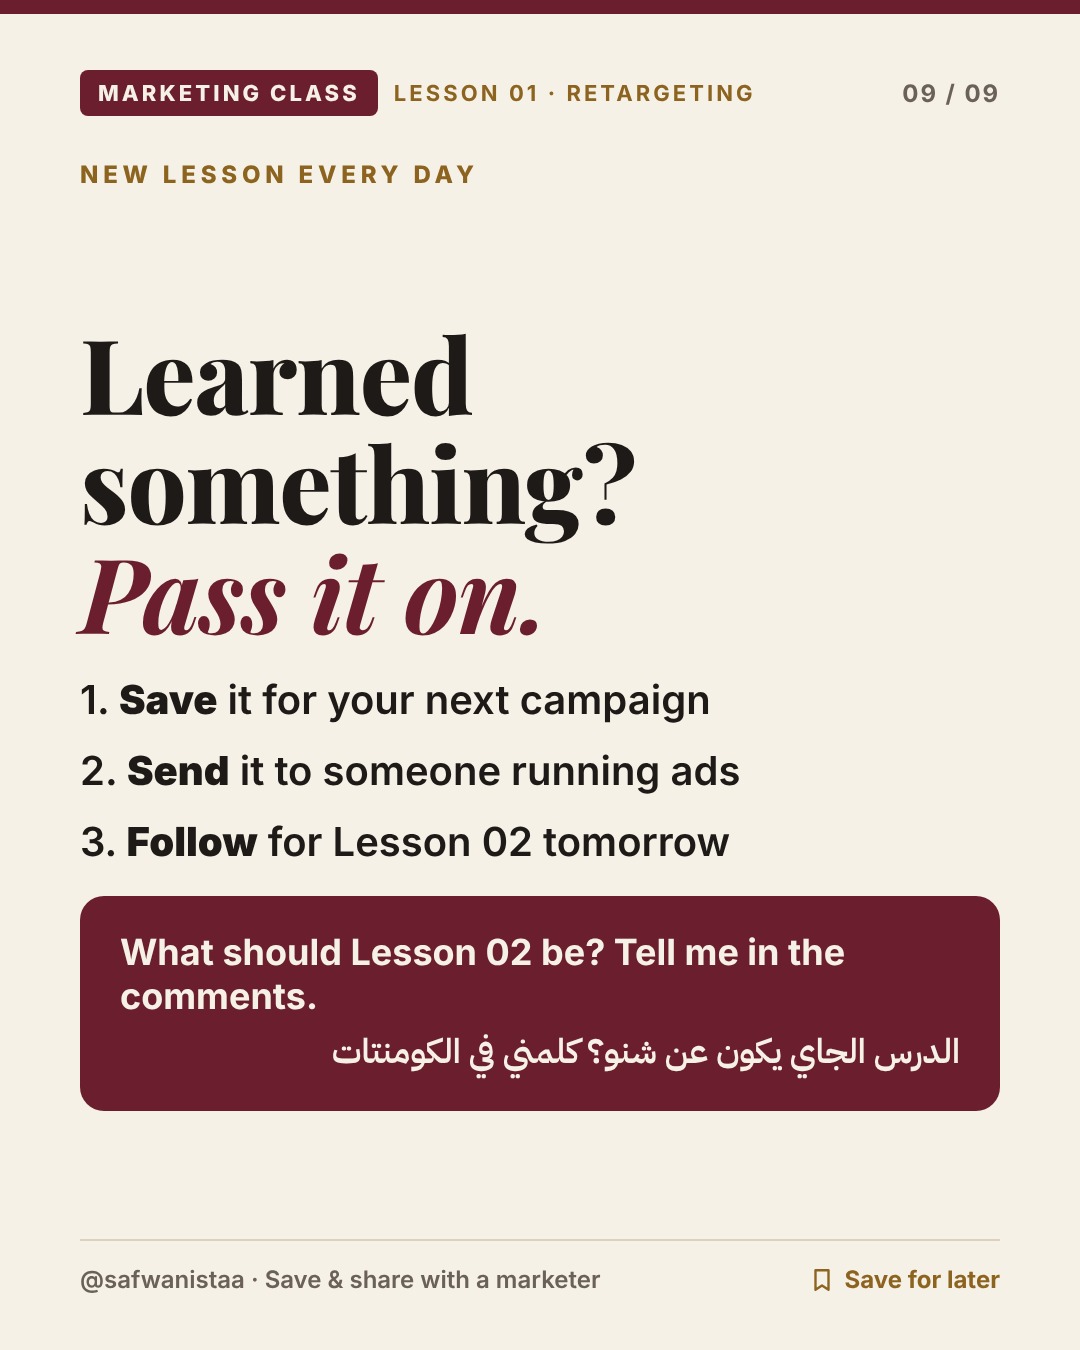 MARKETING CLASS LESSON 01 · RETARGETING 09 / 09
NEW LESSON EVERY DAY
Learned
something?
Pass it on.
1. Save it for your next campaign
2. Send it to someone running ads
3. Follow for Lesson 02 tomorrow
What should Lesson 02 be? Tell me in the
comments.
الدرس الجاي يكون عن شنو؟ كلمني في الكومنتات
@safwanistaa · Save & share with a marketer Save for later